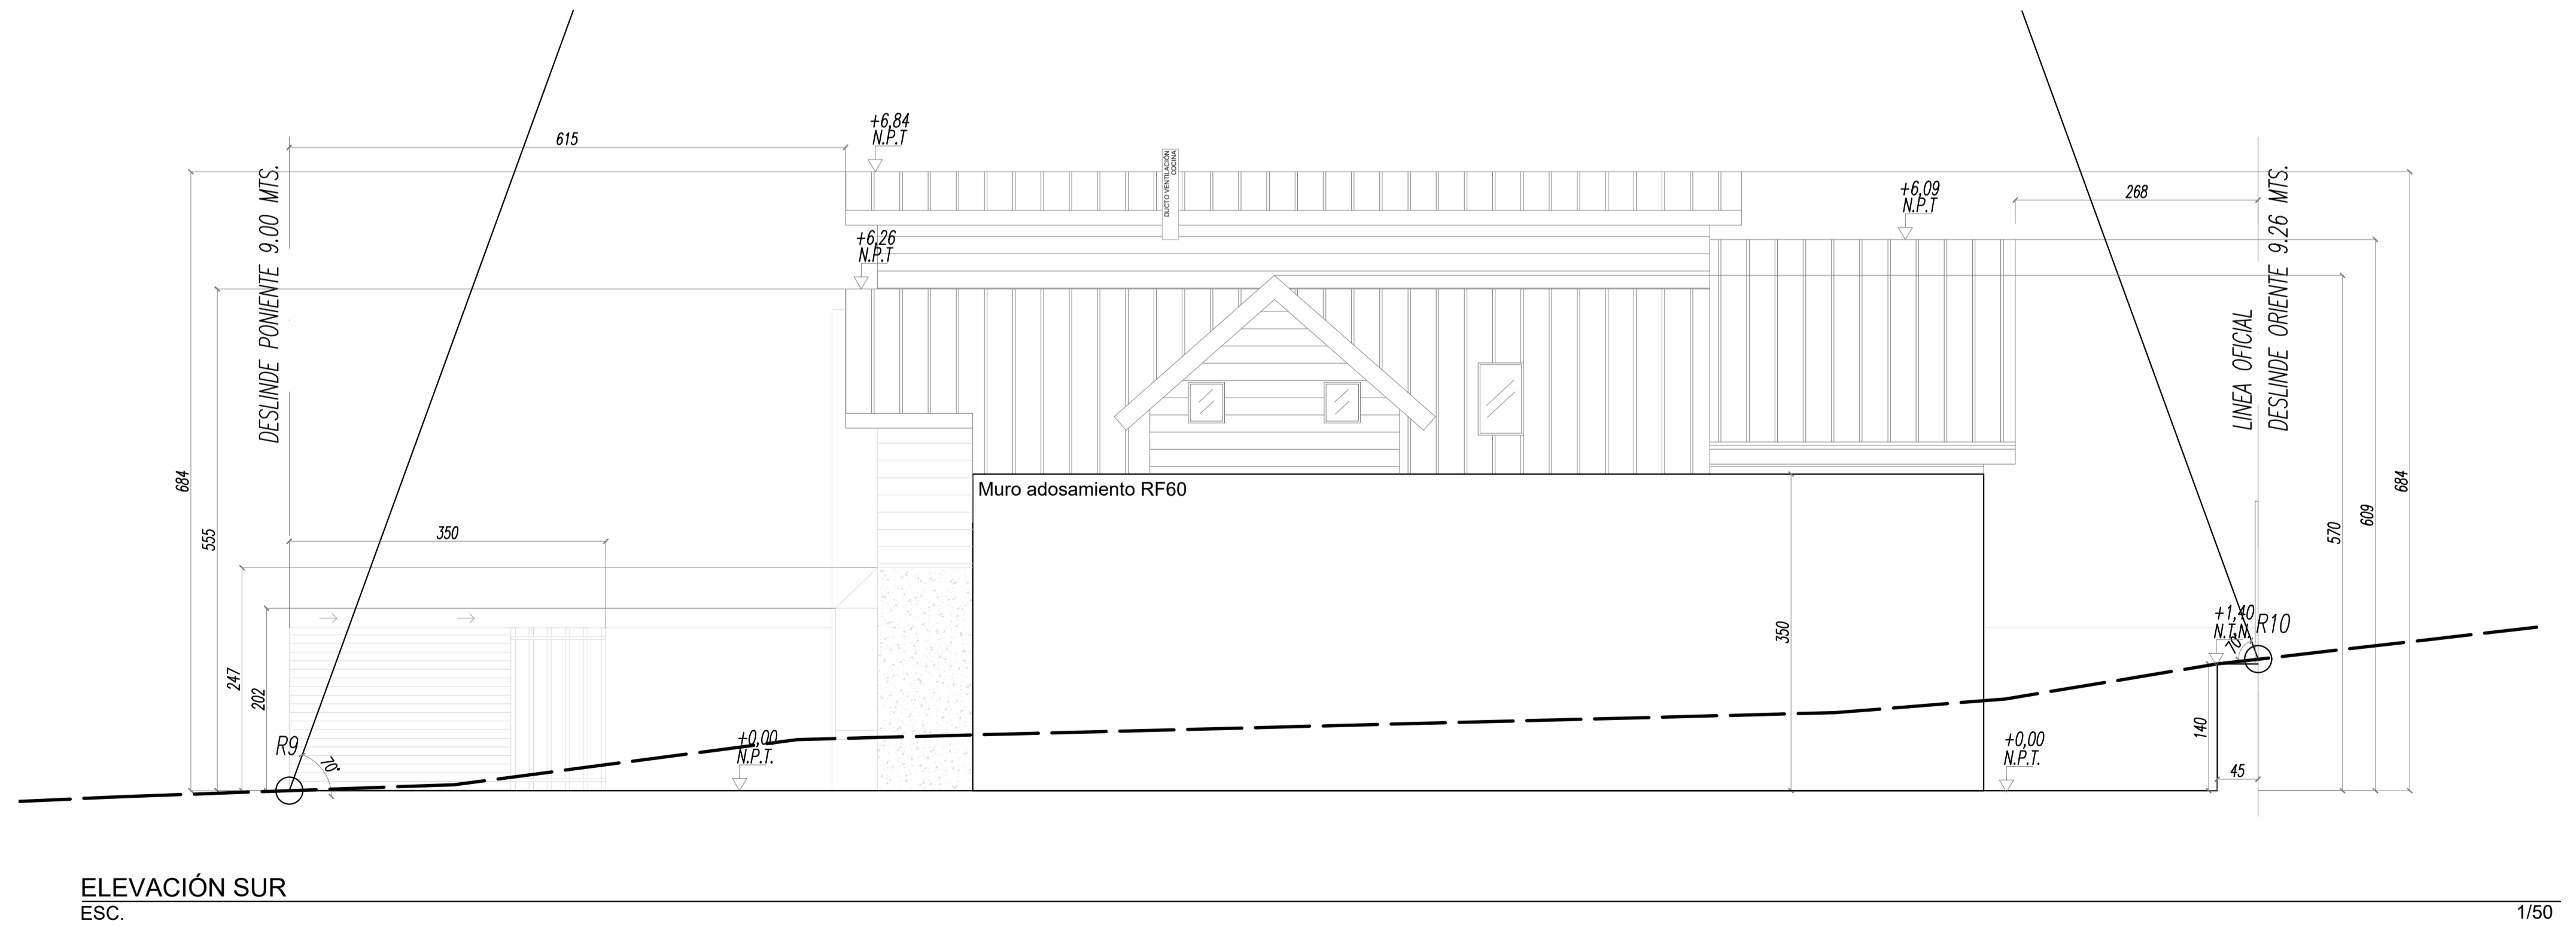 +6,84
N.P.T
615
DUCTO VENTILACIÓN
COCINA
+6,09
N.P.T
268
+6,26
N.P.T
DESLINDE PONIENTE 9.00 MTS.
LINEA OFICIAL
DESLINDE ORIENTE 9.26 MTS.
684
555
247
202
350
Muro adosamiento RF60
350
570
609
684
+1,40
N.T.N.
R10
70°
R9
70°
+0,00
N.P.T.
+0,00
N.P.T.
140
45
ELEVACIÓN SUR
ESC.
1/50